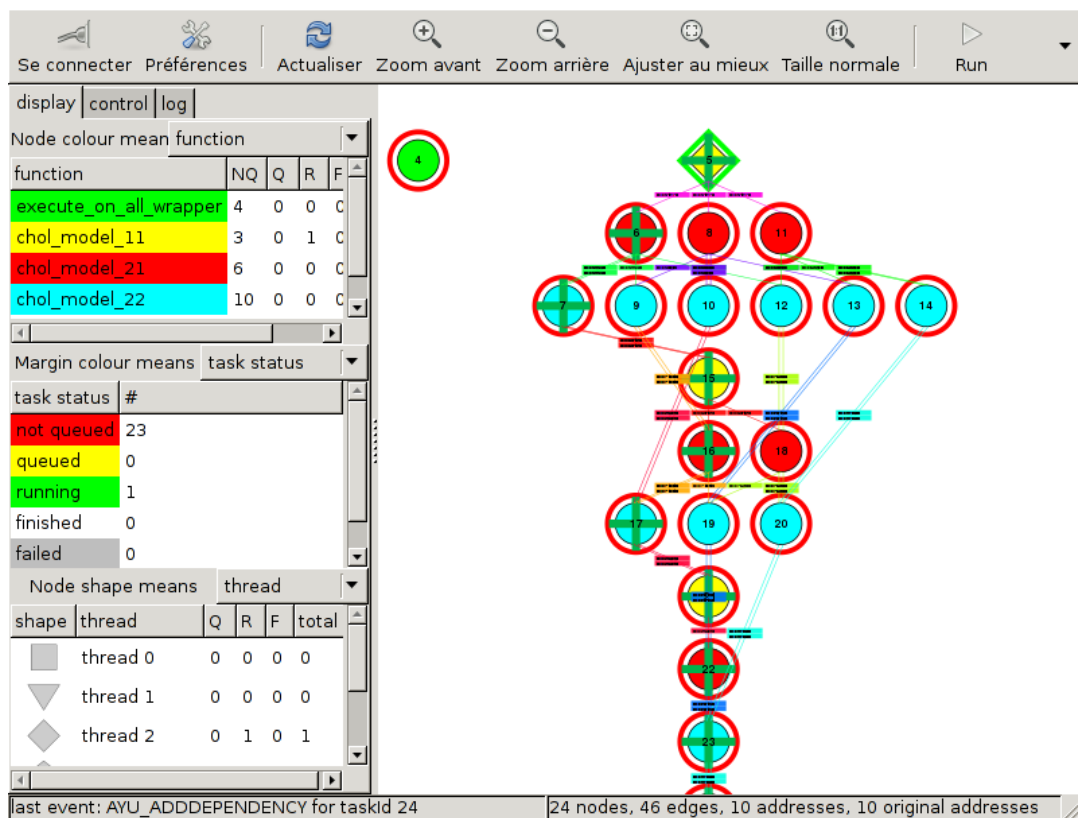 Se connecter Préférences Actualiser Zoom avant Zoom arrière Ajuster au mieux Taille normale Run
display control log
Node colour mean function
function NQ Q R F
execute_on_all_wrapper 4 0 0 0
chol_model_11 3 0 1 0
chol_model_21 6 0 0 0
chol_model_22 10 0 0 0
Margin colour means task status
task status #
not queued 23
queued 0
running 1
finished 0
failed 0
Node shape means thread
shape thread Q R F total
thread 0 0 0 0 0
thread 1 0 0 0 0
thread 2 0 1 0 1
4 5
6 8 11
7 9 10 12 13 14
15
16 18
17 19 20
22
23
last event: AYU_ADDDEPENDENCY for taskId 24
24 nodes, 46 edges, 10 addresses, 10 original addresses